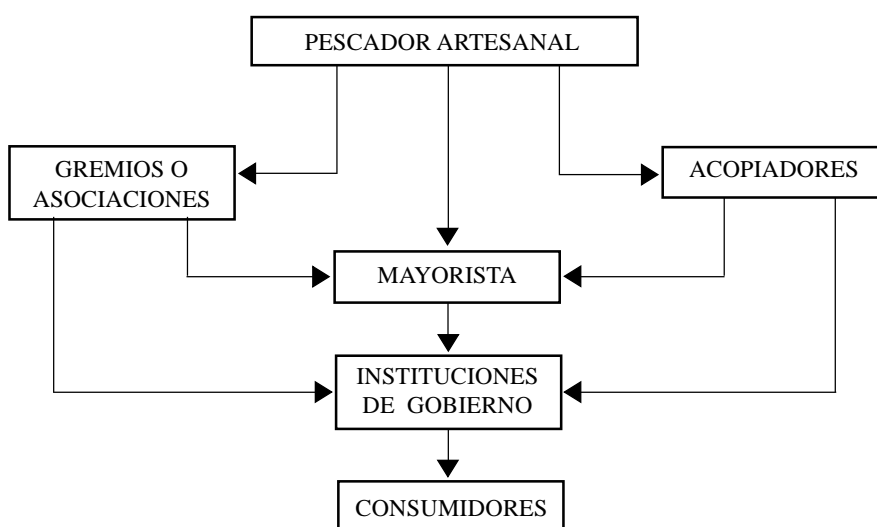 PESCADOR ARTESANAL
GREMIOS O
ASOCIACIONES
ACOPIADORES
MAYORISTA
INSTITUCIONES
DE GOBIERNO
CONSUMIDORES